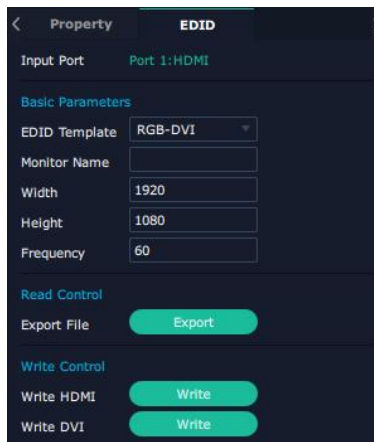 Property EDID
Input Port Port 1:HDMI
Basic Parameters
EDID Template RGB-DVI
Monitor Name
Width 1920
Height 1080
Frequency 60
Read Control
Export File Export
Write Control
Write HDMI Write
Write DVI Write